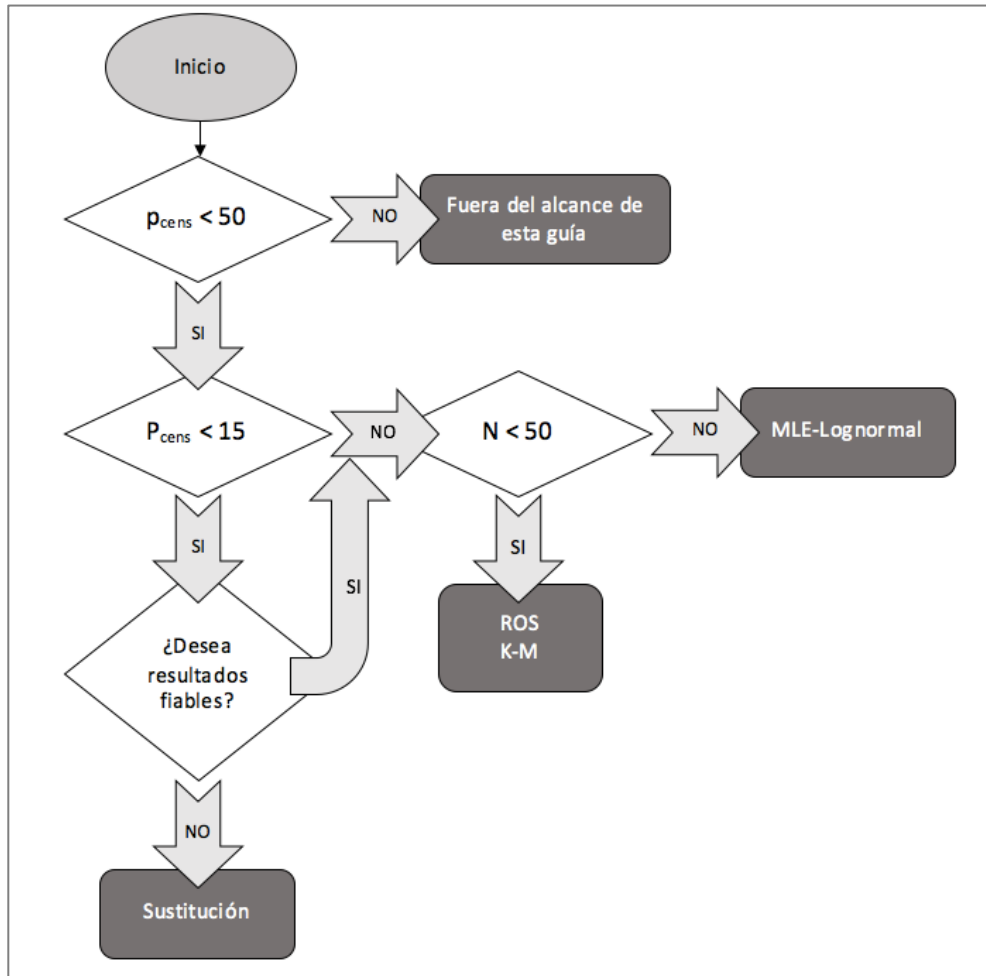 Inicio
pcens < 50
NO
Fuera del alcance de
esta guía
SI
Pcens < 15
NO
N < 50
NO
MLE-Lognormal
SI
SI
SI
¿Desea
resultados
fiables?
ROS
K-M
NO
Sustitución